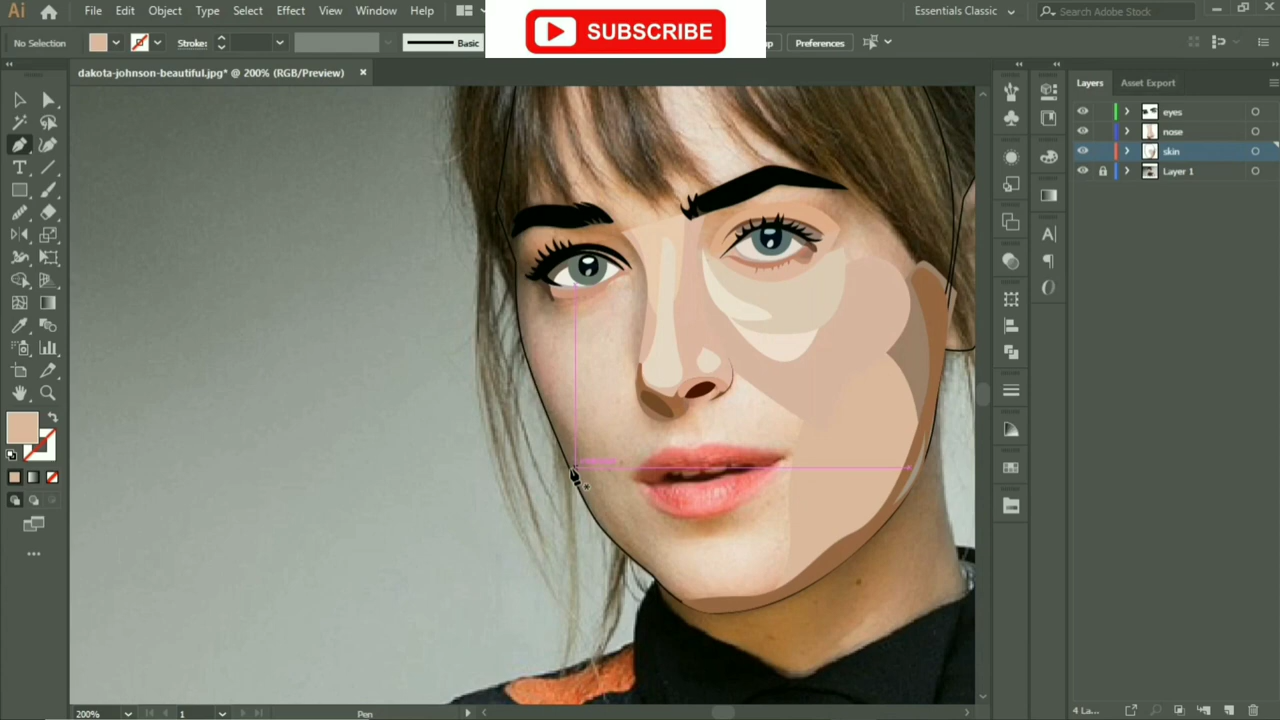 Ai File Edit Object Type Select Effect View Window Help Essentials Classic Search Adobe Stock
SUBSCRIBE
No Selection Stroke: Basic Preferences
dakota-johnson-beautiful.jpg* @ 200% (RGB/Preview) ×
Layers Asset Export
eyes
nose
skin
Layer 1
200% 1 Pen 4 La...